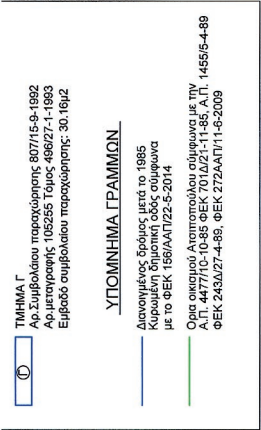 Γ
ΤΜΗΜΑ Γ
Αρ.Συμβολάιου παραχώρησης 807/15-9-1992
Αρ.μεταγραφής 105255 Τόμος 496/27-1-1993
Εμβαδό συμβολαίου παραχώρησης: 30.16μ2
ΥΠΟΜΝΗΜΑ ΓΡΑΜΜΩΝ
Διανοιγμένος δρόμος μετά το 1985
Κυρωμένη δημοτική οδός σύμφωνα
με το ΦΕΚ 156/ΑΑΠ/22-5-2014
Ορια οικισμού Ατσιποπούλου σύμφωνα με την
Α.Π. 4477/10-10-85 ΦΕΚ 701Δ/21-11-85, Α.Π. 1455/5-4-89
ΦΕΚ 243Δ/27-4-89, ΦΕΚ 272ΑΑΠ/11-6-2009